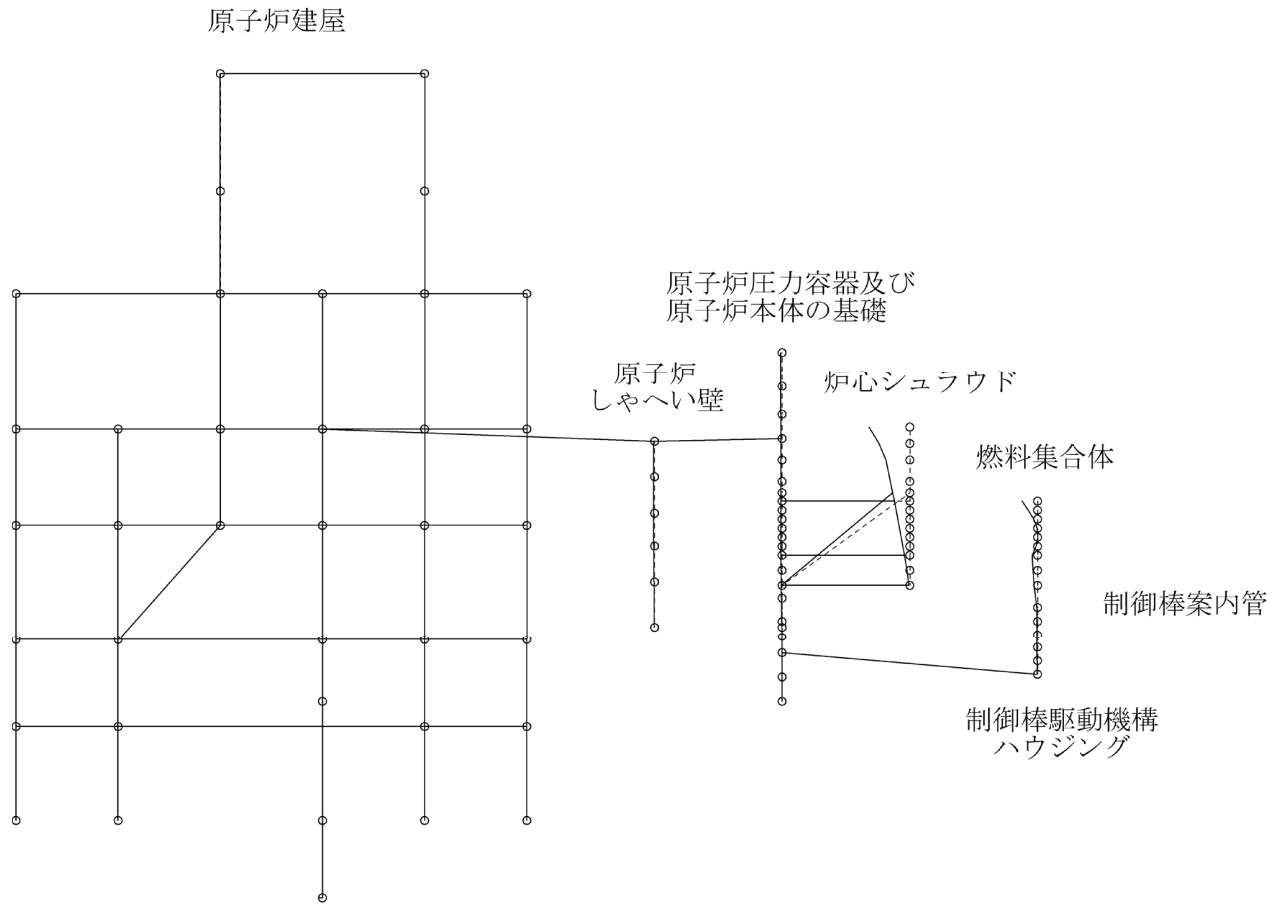 原子炉建屋
原子炉圧力容器及び
原子炉本体の基礎
原子炉
しゃへい壁
炉心シュラウド
燃料集合体
制御棒案内管
制御棒駆動機構
ハウジング